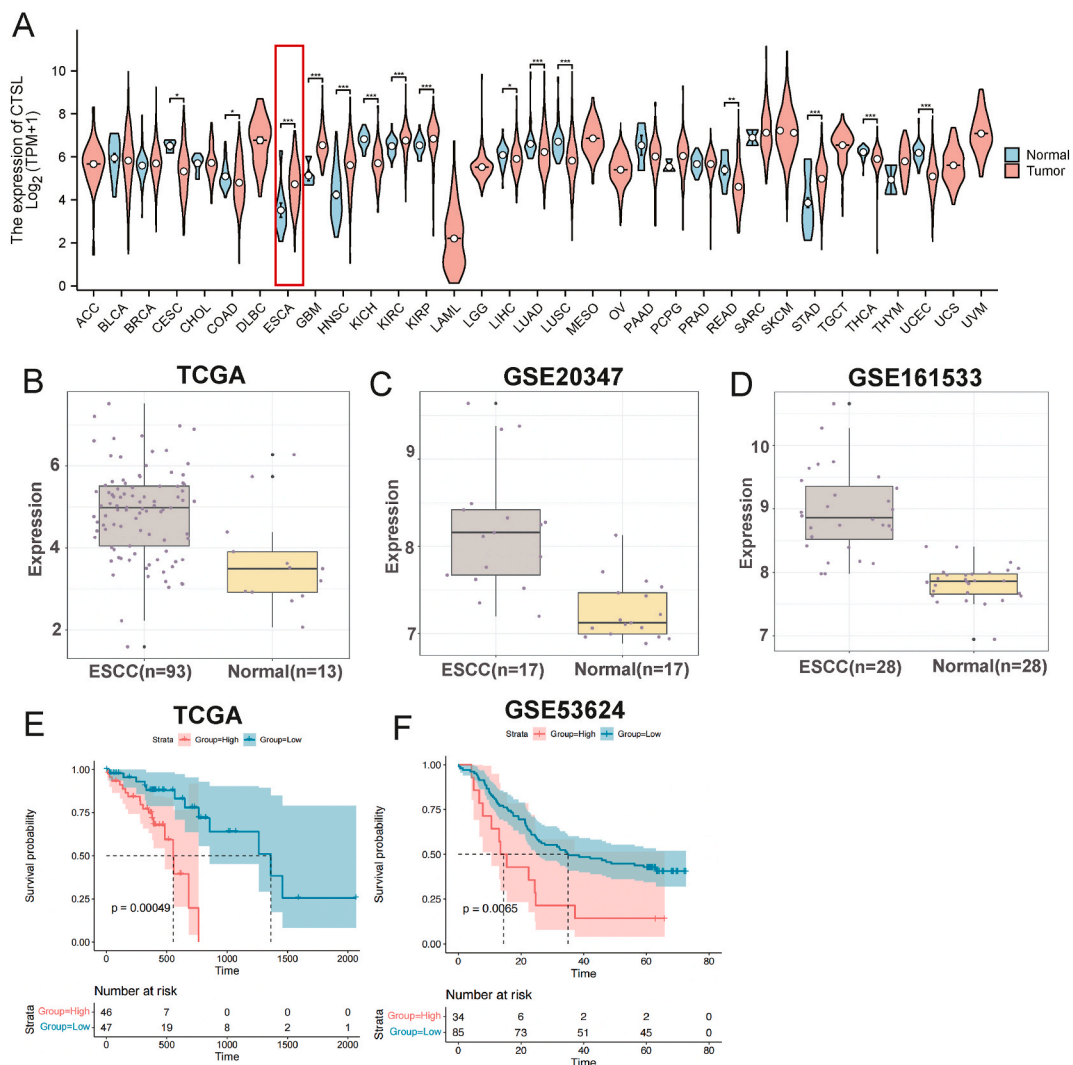 A
The expression of CTSL
Log2 (TPM+1)
10
8
6
4
2
0
* * *** *** *** *** *** *** * *** *** ** *** *** ***
Normal
Tumor
ACC BLCA BRCA CESC CHOL COAD DLBC ESCA GBM HNSC KICH KIRC KIRP LAML LGG LIHC LUAD LUSC MESO OV PAAD PCPG PRAD READ SARC SKCM STAD TGCT THCA THYM UCEC UCS UVM
B
TCGA
Expression
6
4
2
ESCC(n=93) Normal(n=13)
C
GSE20347
Expression
9
8
7
ESCC(n=17) Normal(n=17)
D
GSE161533
Expression
10
9
8
7
ESCC(n=28) Normal(n=28)
E
TCGA
Strata Group=High Group=Low
Survival probability
1.00
0.75
0.50
0.25
0.00
p = 0.00049
0 500 1000 1500 2000
Time
Number at risk
Strata
Group=High 46 7 0 0 0
Group=Low 47 19 8 2 1
0 500 1000 1500 2000
Time
F
GSE53624
Strata Group=High Group=Low
Survival probability
1.00
0.75
0.50
0.25
0.00
p = 0.0065
0 20 40 60 80
Time
Number at risk
Strata
Group=High 34 6 2 2 0
Group=Low 85 73 51 45 0
0 20 40 60 80
Time